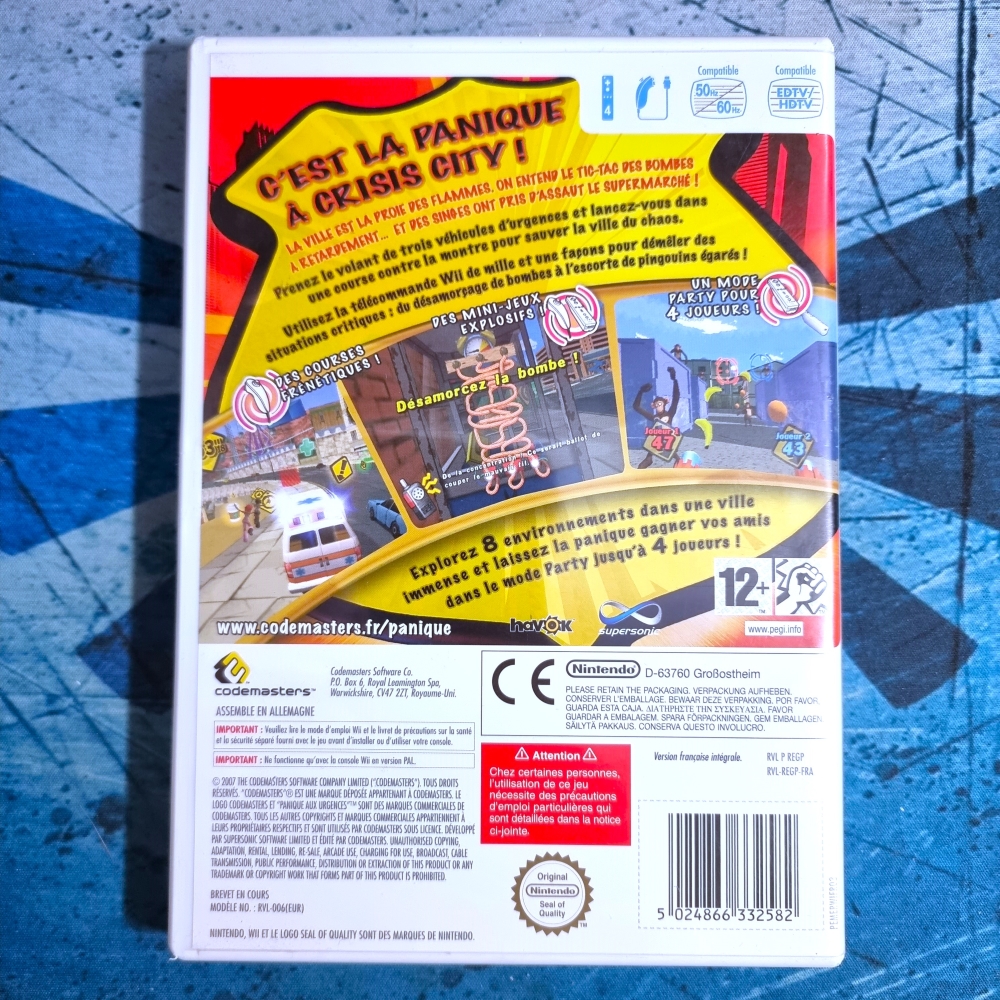 4
Compatible
50Hz
60Hz
Compatible
EDTV/
HDTV
C'EST LA PANIQUE
À CRISIS CITY !
LA VILLE EST LA PROIE DES FLAMMES. ON ENTEND LE TIC-TAC DES BOMBES
A RETARDEMENT... ET DES SINGES ONT PRIS D'ASSAUT LE SUPERMARCHÉ !
Prenez le volant de trois véhicules d'urgences et lancez-vous dans
une course contre la montre pour sauver la ville du chaos.
Utilisez la télécommande Wii de mille et une façons pour démêler des
situations critiques : du désamorçage de bombes à l'escorte de pingouins égarés !
DES COURSES
FRÉNÉTIQUES !
DES MINI-JEUX
EXPLOSIFS !
UN MODE
PARTY POUR
4 JOUEURS !
Désamorcez la bombe !
De la concentration ! Ce serait ballot de
couper le mauvais fil...
Joueur 1
47
Joueur 2
43
Explorez 8 environnements dans une ville
immense et laissez la panique gagner vos amis
dans le mode Party jusqu'à 4 joueurs !
12+
www.pegi.info
www.codemasters.fr/panique
havok
SUPERSONIC
codemasters™
Codemasters Software Co.
P.O. Box 6, Royal Leamington Spa,
Warwickshire, CV47 2ZT, Royaume-Uni.
ASSEMBLE EN ALLEMAGNE
IMPORTANT : Veuillez lire le mode d'emploi Wii et le livret de précautions sur la santé
et la sécurité séparé fourni avec le jeu avant d'installer ou d'utiliser votre console.
IMPORTANT : Ne fonctionne qu'avec la console Wii en version PAL.
© 2007 THE CODEMASTERS SOFTWARE COMPANY LIMITED ("CODEMASTERS"). TOUS DROITS
RÉSERVÉS. "CODEMASTERS"® EST UNE MARQUE DÉPOSÉE APPARTENANT À CODEMASTERS. LE
LOGO CODEMASTERS ET "PANIQUE AUX URGENCES"™ SONT DES MARQUES COMMERCIALES DE
CODEMASTERS. TOUS LES AUTRES COPYRIGHTS ET MARQUES COMMERCIALES APPARTIENNENT À
LEURS PROPRIÉTAIRES RESPECTIFS ET SONT UTILISÉS PAR CODEMASTERS SOUS LICENCE. DÉVELOPPÉ
PAR SUPERSONIC SOFTWARE LIMITED ET ÉDITÉ PAR CODEMASTERS. UNAUTHORISED COPYING,
ADAPTATION, RENTAL, LENDING, RE-SALE, ARCADE USE, CHARGING FOR USE, BROADCAST, CABLE
TRANSMISSION, PUBLIC PERFORMANCE, DISTRIBUTION OR EXTRACTION OF THIS PRODUCT OR ANY
TRADEMARK OR COPYRIGHT WORK THAT FORMS PART OF THIS PRODUCT IS PROHIBITED.
BREVET EN COURS
MODÈLE NO. : RVL-006(EUR)
NINTENDO, WII ET LE LOGO SEAL OF QUALITY SONT DES MARQUES DE NINTENDO.
CE
Nintendo D-63760 Großostheim
PLEASE RETAIN THE PACKAGING. VERPACKUNG AUFHEBEN.
CONSERVER L'EMBALLAGE. BEWAAR DEZE VERPAKKING. POR FAVOR
GUARDA ESTA CAJA. ΔΙΑΤΗΡΗΣΤΕ ΤΗΝ ΣΥΣΚΕΥΑΣΙΑ. FAVOR
GUARDAR A EMBALAGEM. SPARA FÖRPACKNINGEN. GEM EMBALLAGEN
SÄILYTÄ PAKKAUS. CONSERVA QUESTO INVOLUCRO.
Attention
Chez certaines personnes,
l'utilisation de ce jeu
nécessite des précautions
d'emploi particulières qui
sont détaillées dans la notice
ci-jointe.
Version française intégrale.
RVL P REGP
RVL-REGP-FRA
Original
Nintendo
Seal of
Quality
5 024866 332582